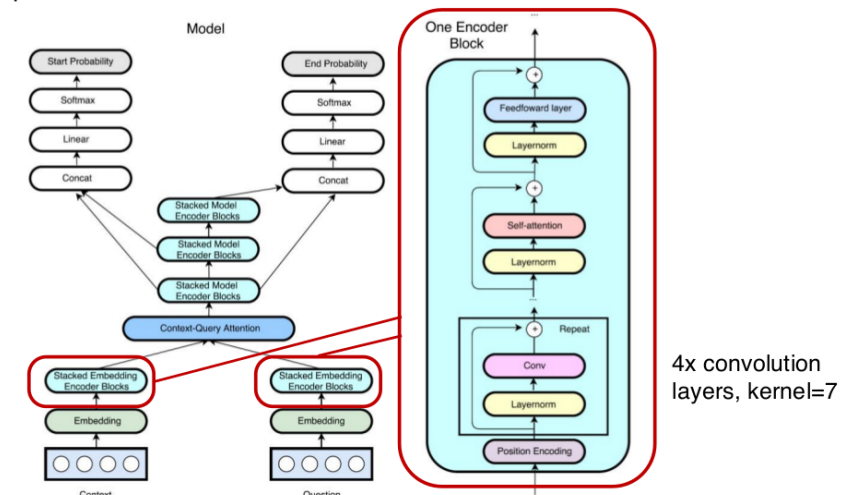 Model
Start Probability
Softmax
Linear
Concat
End Probability
Softmax
Linear
Concat
Stacked Model
Encoder Blocks
Stacked Model
Encoder Blocks
Stacked Model
Encoder Blocks
Context-Query Attention
Stacked Embedding
Encoder Blocks
Stacked Embedding
Encoder Blocks
Embedding
Embedding
Context
Question
One Encoder
Block
...
+
Feedfoward layer
Layernorm
+
Self-attention
Layernorm
...
+
Repeat
Conv
Layernorm
Position Encoding
4x convolution
layers, kernel=7